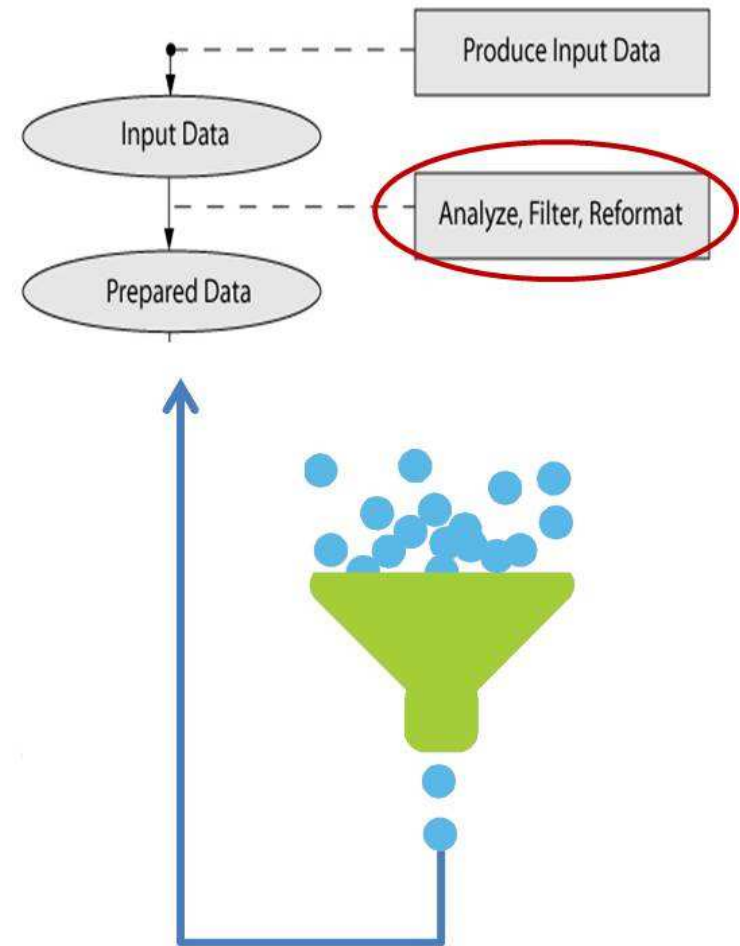 Produce Input Data
Input Data
Analyze, Filter, Reformat
Prepared Data